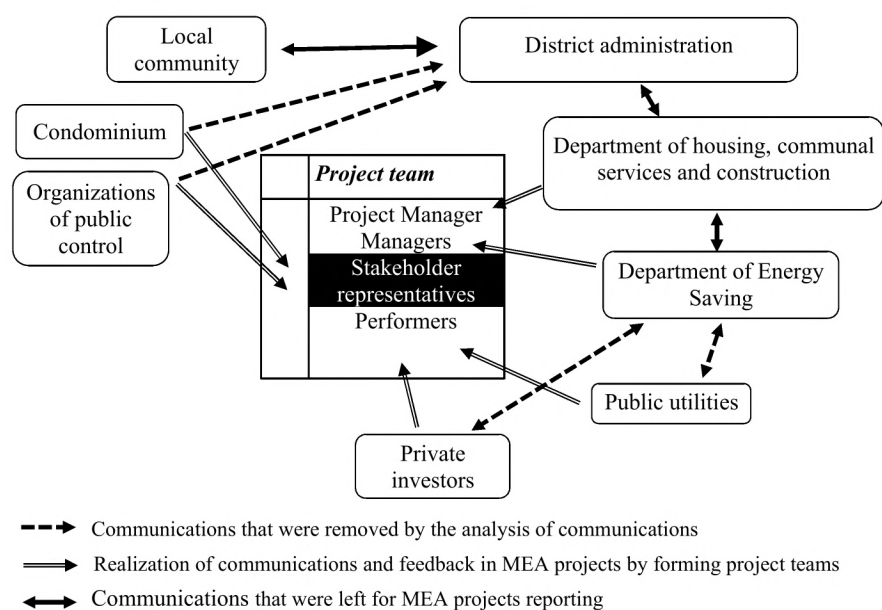 Local
community
District administration
Condominium
Organizations
of public
control
Department of housing, communal
services and construction
Project team
Project Manager
Managers
Stakeholder
representatives
Performers
Department of Energy
Saving
Public utilities
Private
investors
Communications that were removed by the analysis of communications
Realization of communications and feedback in MEA projects by forming project teams
Communications that were left for MEA projects reporting